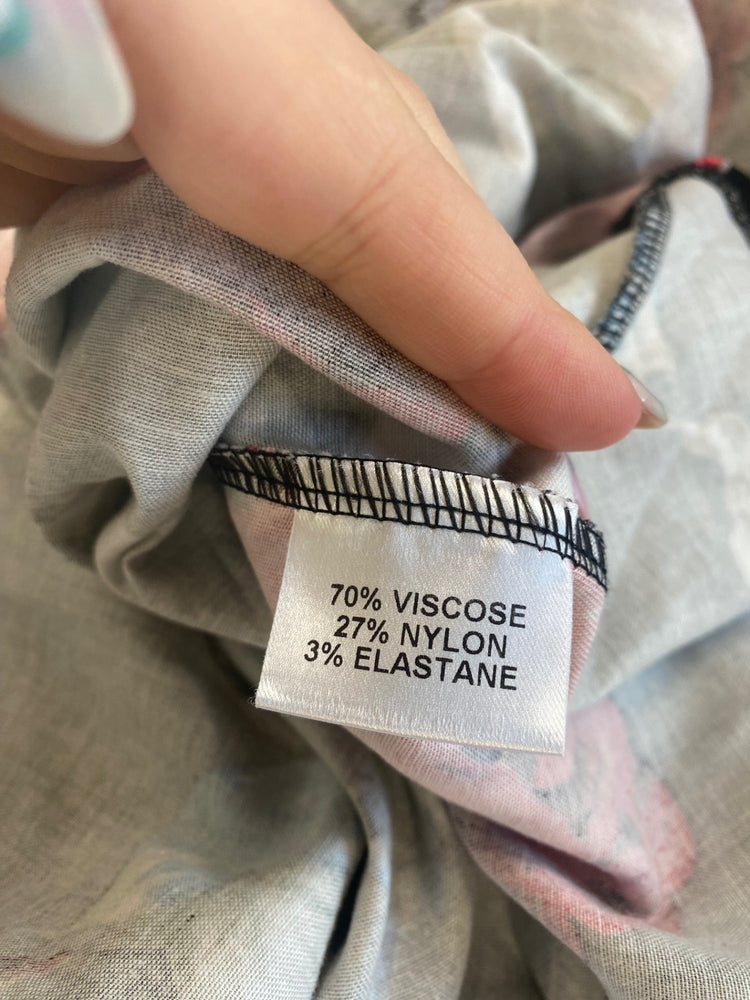 70% VISCOSE
27% NYLON
3% ELASTANE